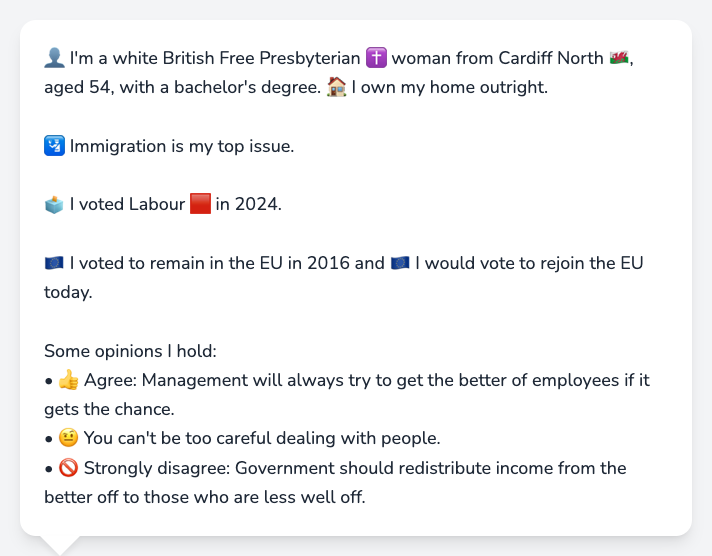 👤 I'm a white British Free Presbyterian ✝️ woman from Cardiff North 🏴󠁧󠁢󠁷󠁬󠁳󠁿,
aged 54, with a bachelor's degree. 🏠 I own my home outright.
🛂 Immigration is my top issue.
🗳️ I voted Labour 🟥 in 2024.
🇪🇺 I voted to remain in the EU in 2016 and 🇪🇺 I would vote to rejoin the EU
today.
Some opinions I hold:
• 👍 Agree: Management will always try to get the better of employees if it
gets the chance.
• 🤨 You can't be too careful dealing with people.
• 🚫 Strongly disagree: Government should redistribute income from the
better off to those who are less well off.